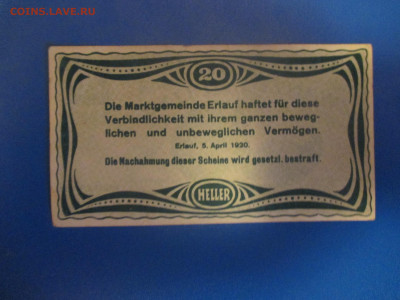 COINS.LAVE.RU
20
Die Marktgemeinde Erlauf haftet für diese
Verbindlichkeit mit ihrem ganzen beweg-
lichen und unbeweglichen Vermögen.
Erlauf, 5. April 1920.
Die Nachahmung dieser Scheine wird gesetzl. bestraft.
HELLER